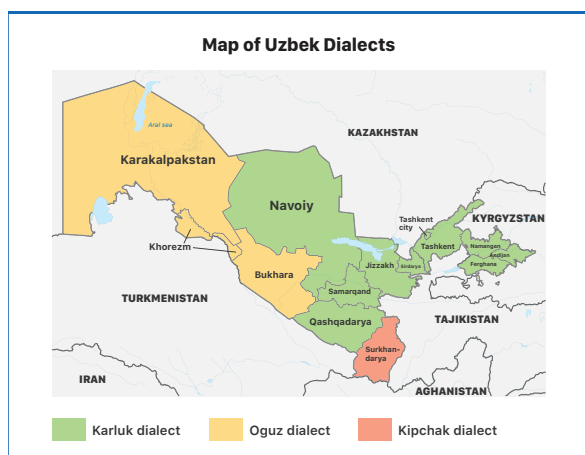 Map of Uzbek Dialects
Aral sea
KAZAKHSTAN
Karakalpakstan
Navoiy
Tashkent
city
KYRGYZSTAN
Khorezm
Tashkent
Namangan
Andijan
Ferghana
Jizzakh
Sirdarya
Bukhara
Samarqand
TURKMENISTAN
Qashqadarya
TAJIKISTAN
Surkhan-
darya
IRAN
AGHANISTAN
Karluk dialect
Oguz dialect
Kipchak dialect